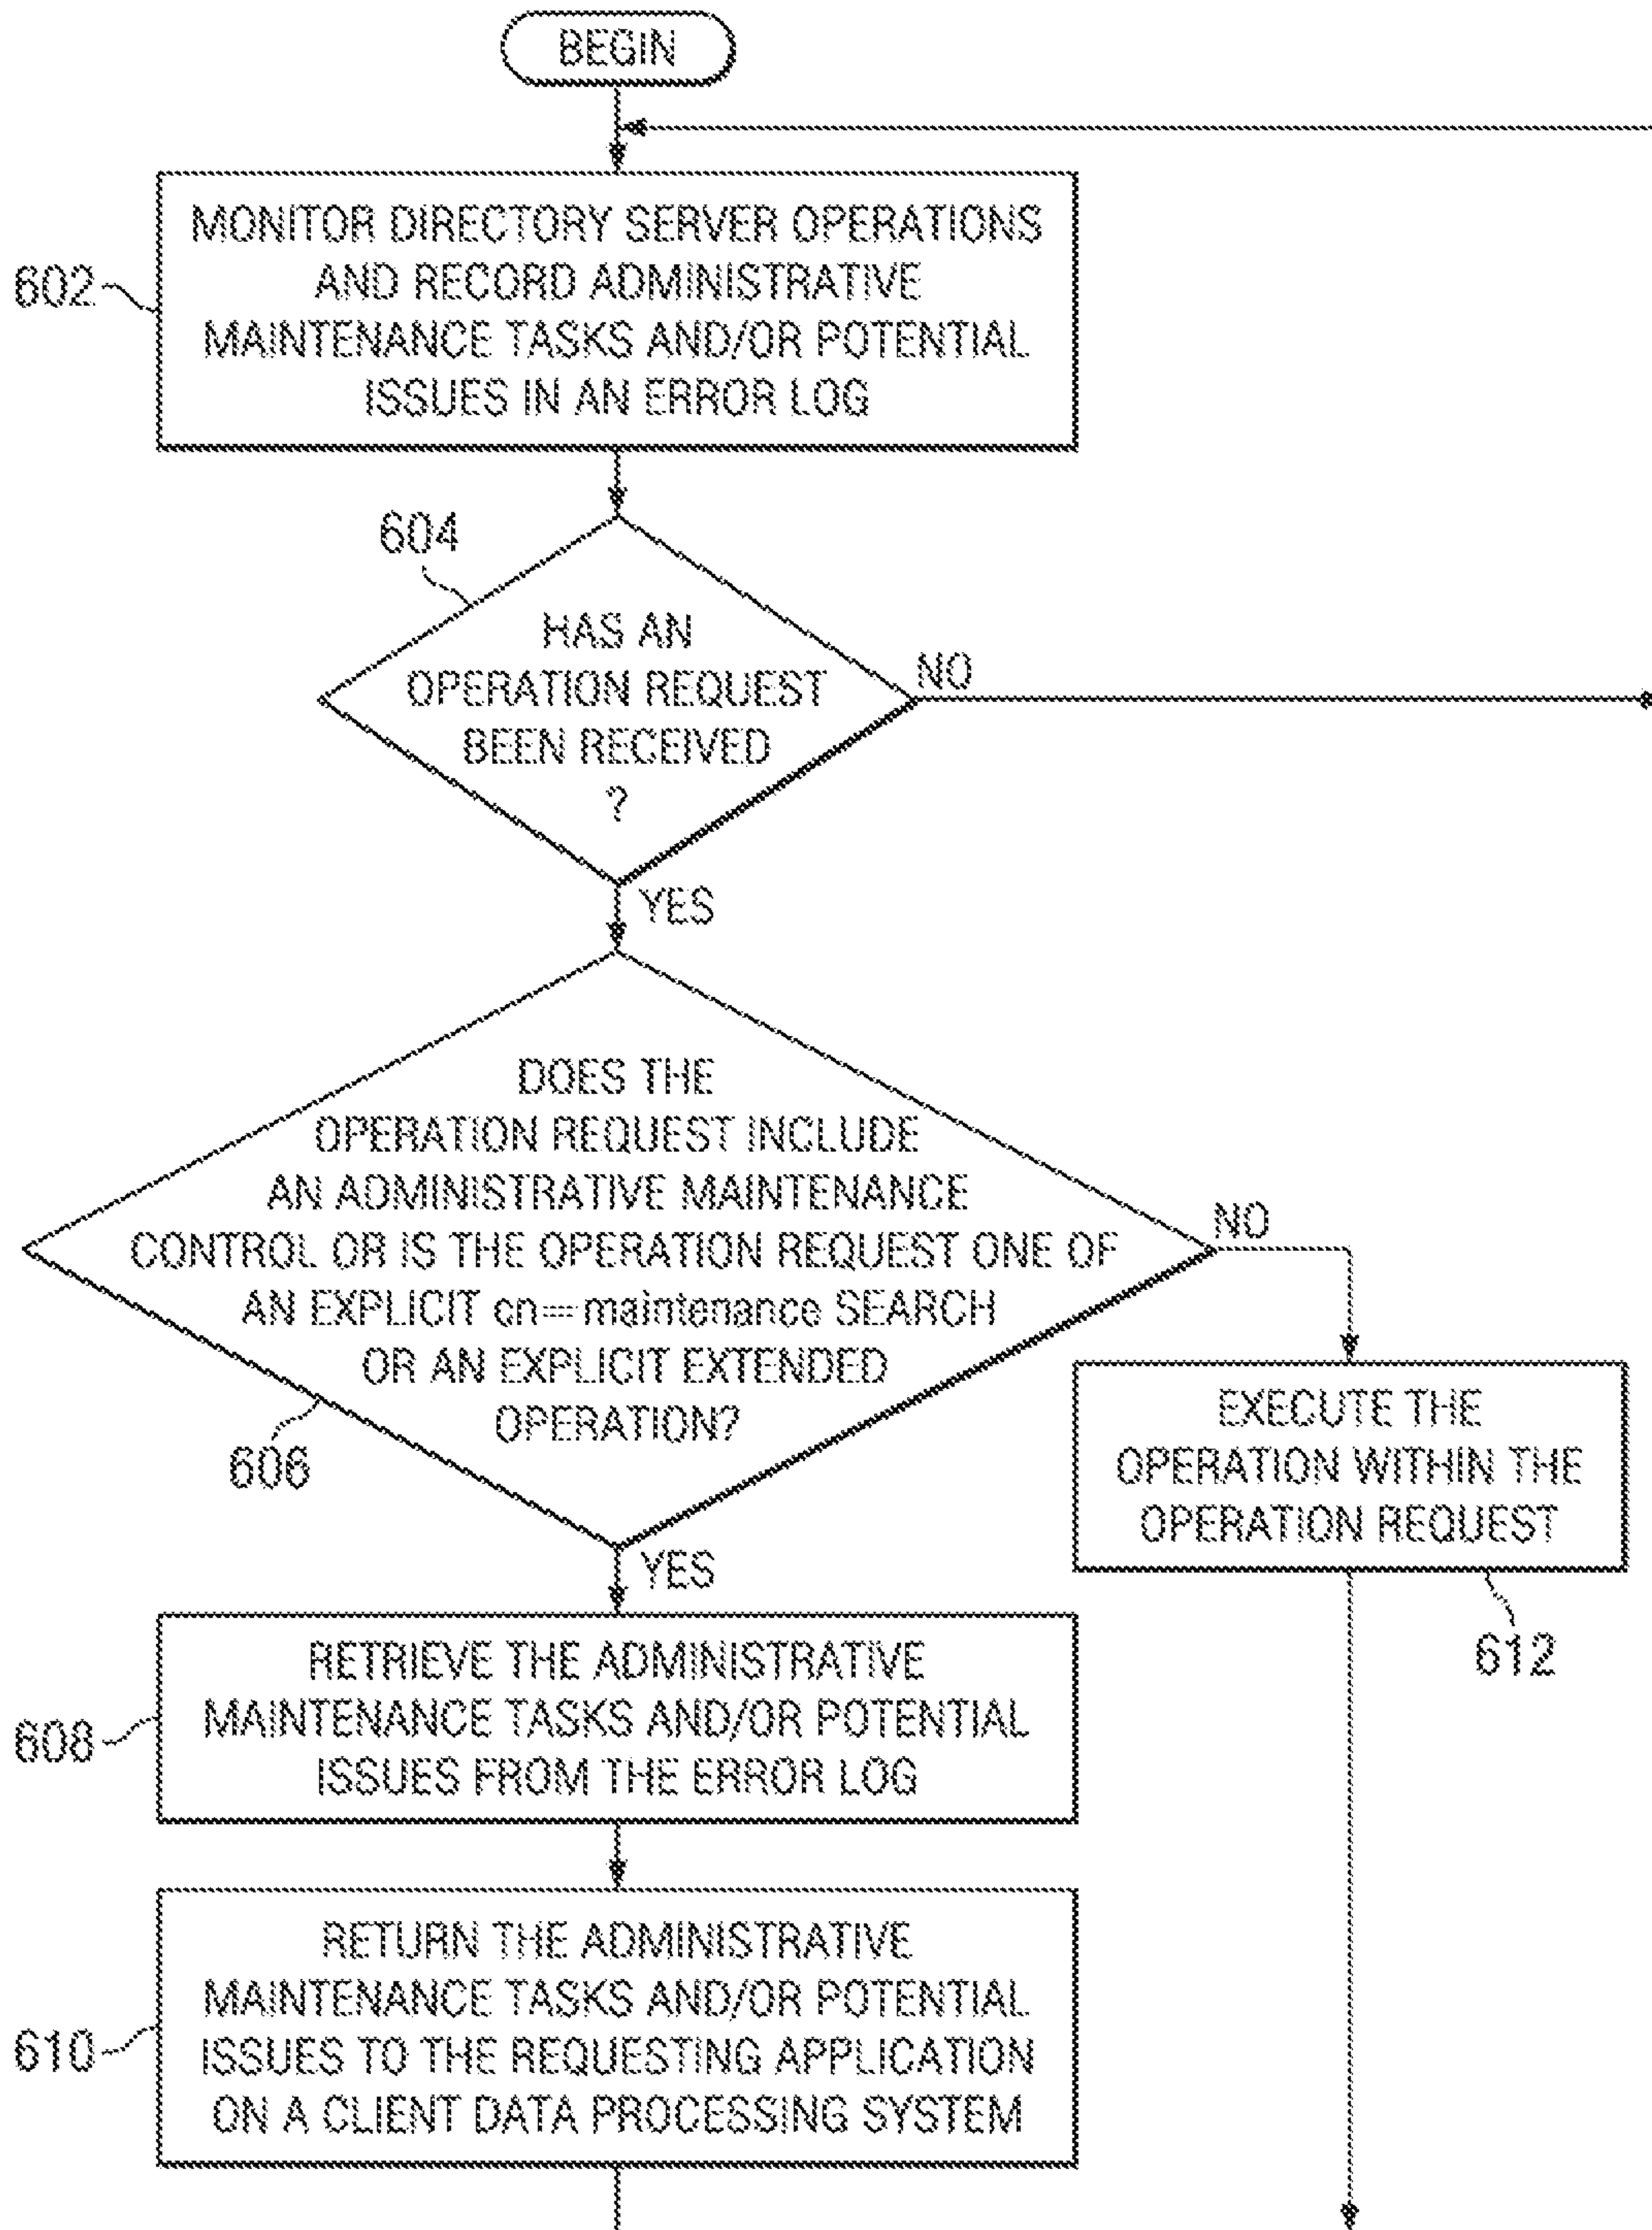 BEGIN
MONITOR DIRECTORY SERVER OPERATIONS
AND RECORD ADMINISTRATIVE
MAINTENANCE TASKS AND/OR POTENTIAL
ISSUES IN AN ERROR LOG
602
604
HAS AN
OPERATION REQUEST
BEEN RECEIVED
?
NO
YES
DOES THE
OPERATION REQUEST INCLUDE
AN ADMINISTRATIVE MAINTENANCE
CONTROL OR IS THE OPERATION REQUEST ONE OF
AN EXPLICIT cn=maintenance SEARCH
OR AN EXPLICIT EXTENDED
OPERATION?
606
NO
YES
EXECUTE THE
OPERATION WITHIN THE
OPERATION REQUEST
612
RETRIEVE THE ADMINISTRATIVE
MAINTENANCE TASKS AND/OR POTENTIAL
ISSUES FROM THE ERROR LOG
608
RETURN THE ADMINISTRATIVE
MAINTENANCE TASKS AND/OR POTENTIAL
ISSUES TO THE REQUESTING APPLICATION
ON A CLIENT DATA PROCESSING SYSTEM
610